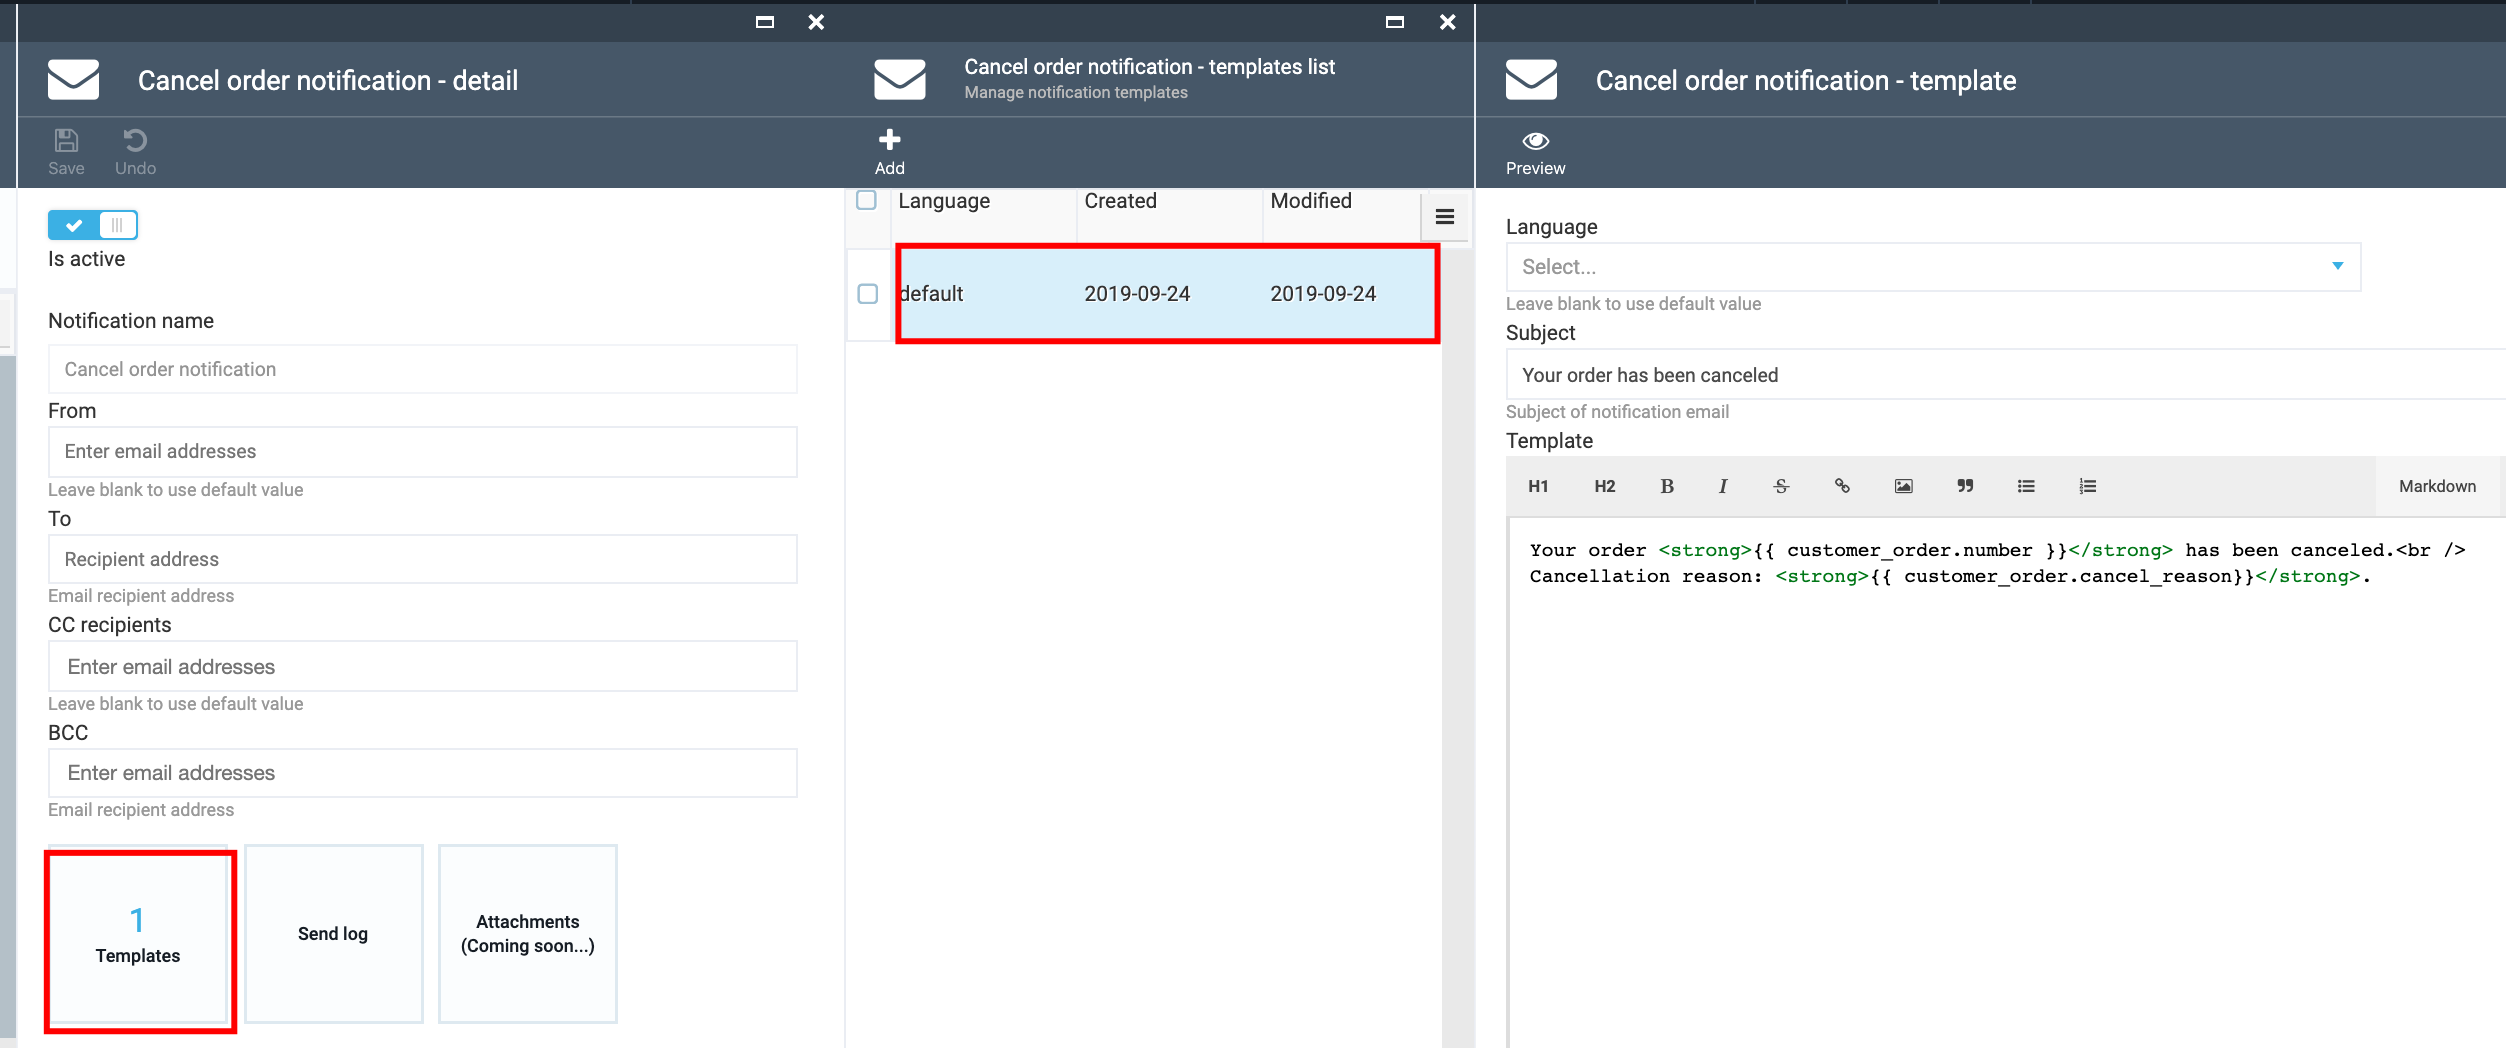 Cancel order notification - detail
Save
Undo
Is active
Notification name
Cancel order notification
From
Enter email addresses
Leave blank to use default value
To
Recipient address
Email recipient address
CC recipients
Enter email addresses
Leave blank to use default value
BCC
Enter email addresses
Email recipient address
1
Templates
Send log
Attachments
(Coming soon...)
Cancel order notification - templates list
Manage notification templates
Add
Language Created Modified
default 2019-09-24 2019-09-24
Cancel order notification - template
Preview
Language
Select...
Leave blank to use default value
Subject
Your order has been canceled
Subject of notification email
Template
H1 H2 B I S Markdown
Your order <strong>{{ customer_order.number }}</strong> has been canceled.<br />
Cancellation reason: <strong>{{ customer_order.cancel_reason}}</strong>.